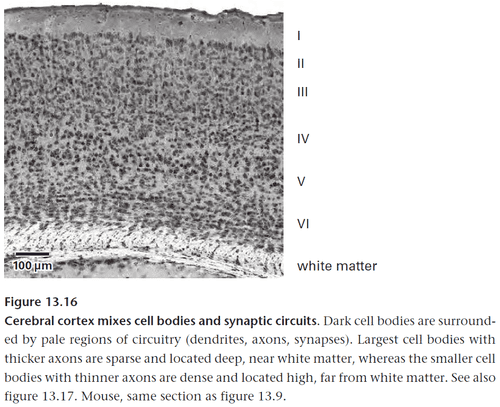 I
II
III
IV
V
VI
white matter
100 µm
Figure 13.16
Cerebral cortex mixes cell bodies and synaptic circuits. Dark cell bodies are surround-
ed by pale regions of circuitry (dendrites, axons, synapses). Largest cell bodies with
thicker axons are sparse and located deep, near white matter, whereas the smaller cell
bodies with thinner axons are dense and located high, far from white matter. See also
figure 13.17. Mouse, same section as figure 13.9.